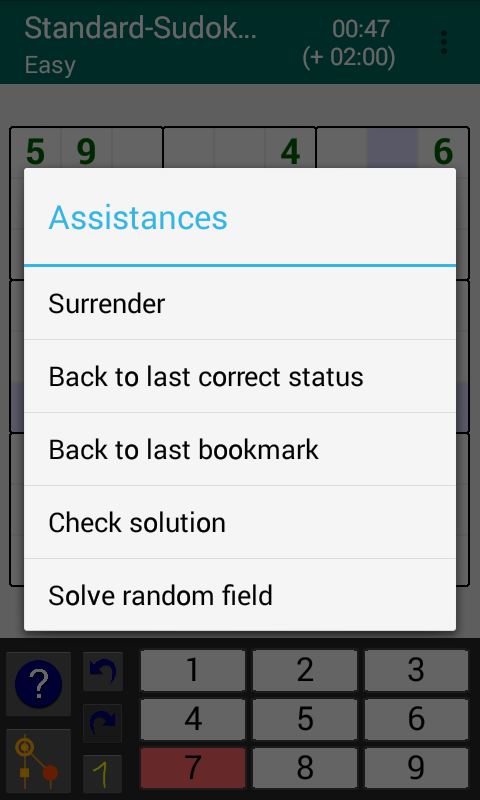 Standard-Sudok...
00:47
Easy
(+ 02:00)
5 9 4 6
Assistances
Surrender
Back to last correct status
Back to last bookmark
Check solution
Solve random field
?
1 2 3
4 5 6
7 8 9